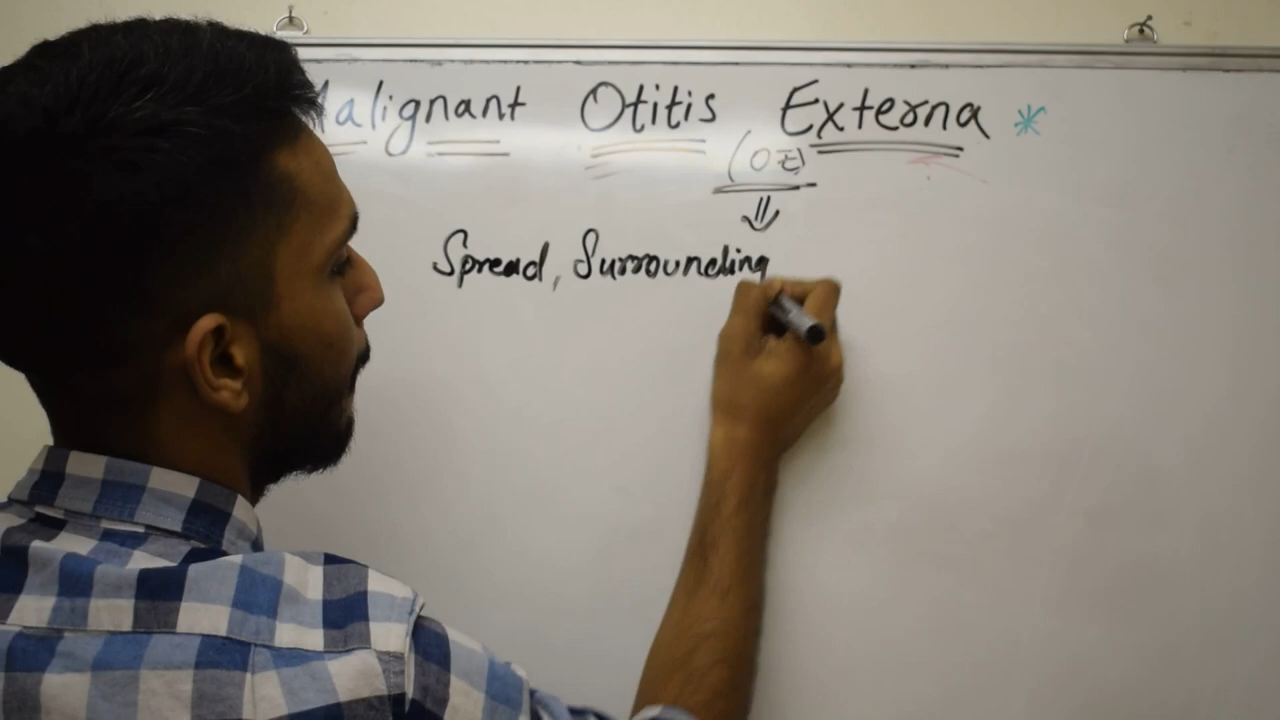 Malignant Otitis Externa *
(OE)
⇓
Spread, Surrounding